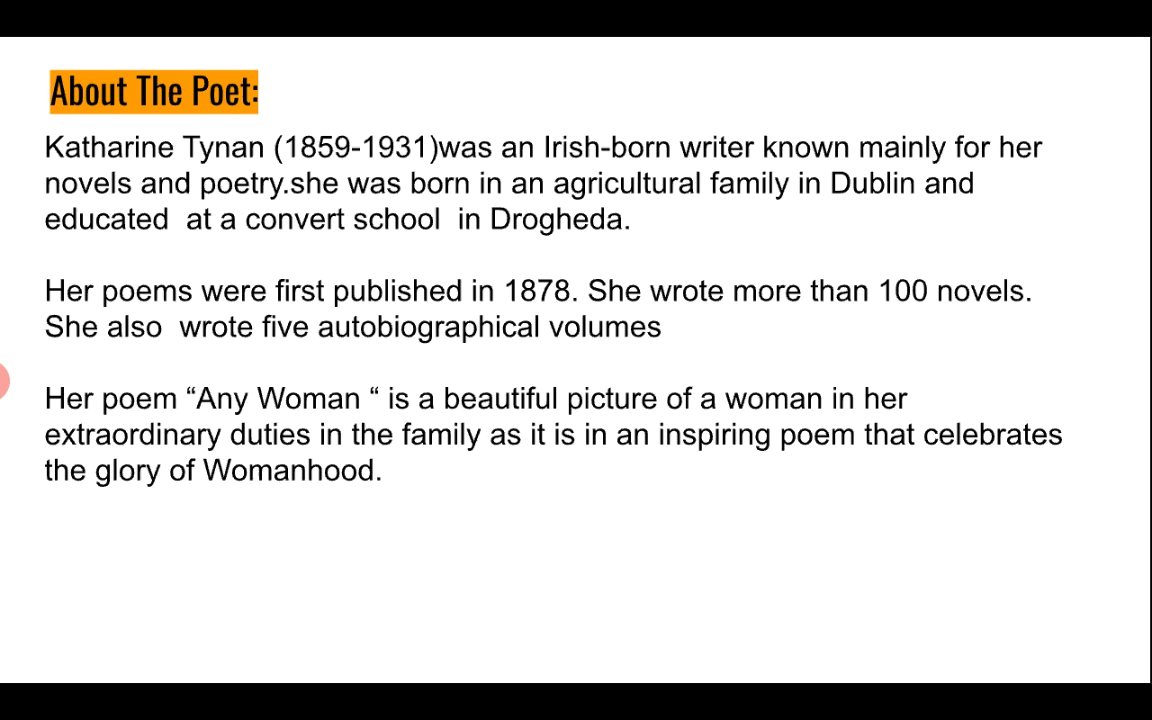 About The Poet:
Katharine Tynan (1859-1931)was an Irish-born writer known mainly for her
novels and poetry.she was born in an agricultural family in Dublin and
educated  at a convert school  in Drogheda.
Her poems were first published in 1878. She wrote more than 100 novels.
She also  wrote five autobiographical volumes
Her poem “Any Woman “ is a beautiful picture of a woman in her
extraordinary duties in the family as it is in an inspiring poem that celebrates
the glory of Womanhood.